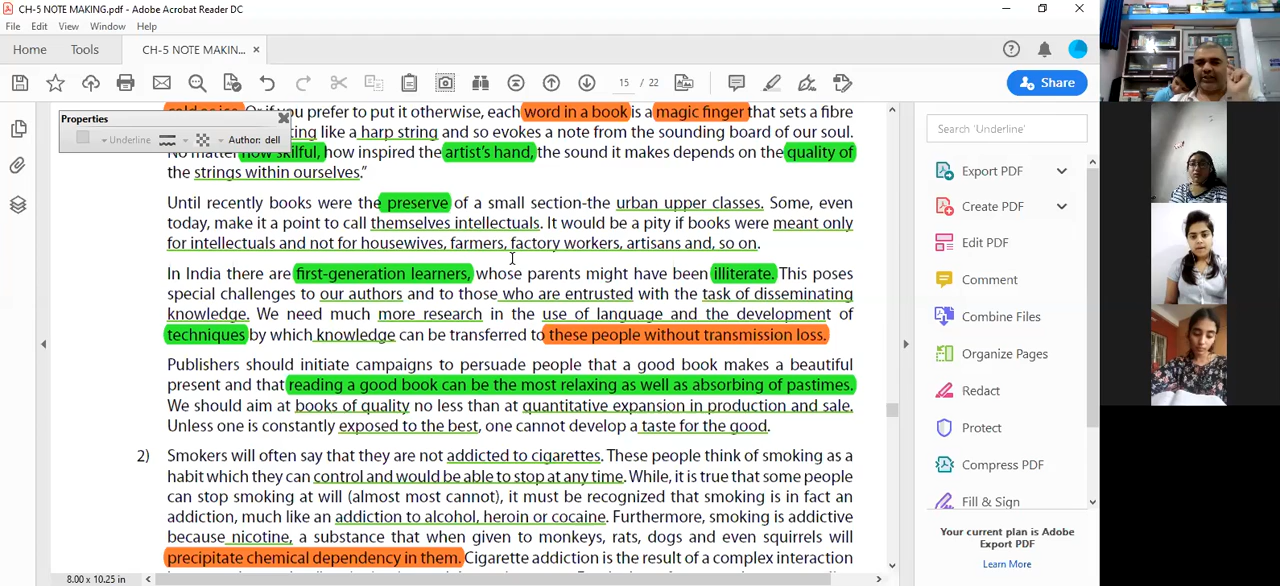 CH-5 NOTE MAKING.pdf - Adobe Acrobat Reader DC
File Edit View Window Help
Home Tools CH-5 NOTE MAKIN... ×
15 / 22
Share
Properties
Underline Author: dell
cold or ice. Or if you prefer to put it otherwise, each word in a book is a magic finger that sets a fibre
king like a harp string and so evokes a note from the sounding board of our soul.
No matter how skilful, how inspired the artist's hand, the sound it makes depends on the quality of
the strings within ourselves.”
Until recently books were the preserve of a small section-the urban upper classes. Some, even
today, make it a point to call themselves intellectuals. It would be a pity if books were meant only
for intellectuals and not for housewives, farmers, factory workers, artisans and, so on.
In India there are first-generation learners, whose parents might have been illiterate. This poses
special challenges to our authors and to those who are entrusted with the task of disseminating
knowledge. We need much more research in the use of language and the development of
techniques by which knowledge can be transferred to these people without transmission loss.
Publishers should initiate campaigns to persuade people that a good book makes a beautiful
present and that reading a good book can be the most relaxing as well as absorbing of pastimes.
We should aim at books of quality no less than at quantitative expansion in production and sale.
Unless one is constantly exposed to the best, one cannot develop a taste for the good.
2) Smokers will often say that they are not addicted to cigarettes. These people think of smoking as a
habit which they can control and would be able to stop at any time. While, it is true that some people
can stop smoking at will (almost most cannot), it must be recognized that smoking is in fact an
addiction, much like an addiction to alcohol, heroin or cocaine. Furthermore, smoking is addictive
because nicotine, a substance that when given to monkeys, rats, dogs and even squirrels will
precipitate chemical dependency in them. Cigarette addiction is the result of a complex interaction
8.00 x 10.25 in
Search 'Underline'
Export PDF
Create PDF
Edit PDF
Comment
Combine Files
Organize Pages
Redact
Protect
Compress PDF
Fill & Sign
Your current plan is Adobe
Export PDF
Learn More